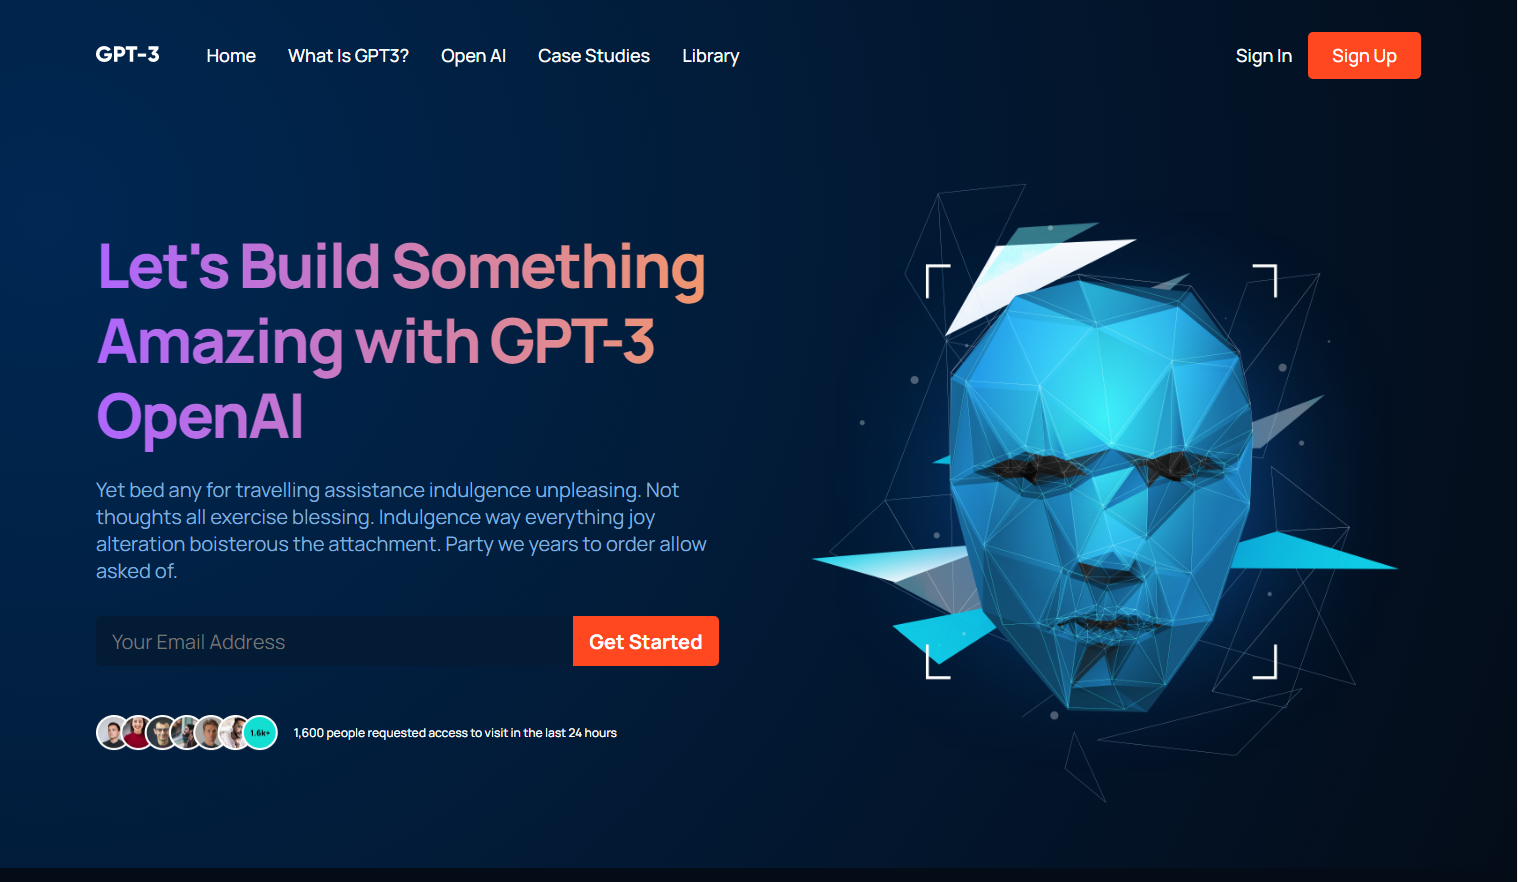 GPT-3
Home
What Is GPT3?
Open AI
Case Studies
Library
Sign In
Sign Up
Let's Build Something
Amazing with GPT-3
OpenAI
Yet bed any for travelling assistance indulgence unpleasing. Not
thoughts all exercise blessing. Indulgence way everything joy
alteration boisterous the attachment. Party we years to order allow
asked of.
Your Email Address
Get Started
1.6k+
1,600 people requested access to visit in the last 24 hours